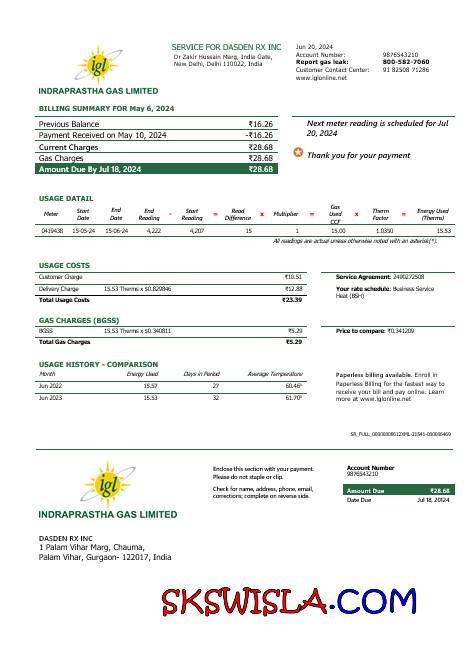 igl
INDRAPRASTHA GAS LIMITED
SERVICE FOR DASDEN RX INC
Dr Zakir Hussain Marg, India Gate,
New Delhi, Delhi 110022, India
Jun 20, 2024
Account Number: 9876543210
Report gas leak: 800-582-7060
Customer Contact Center: 91 82508 71286
www.iglonline.net
BILLING SUMMARY FOR May 6, 2024
Previous Balance ₹16.26
Payment Received on May 10, 2024 -₹16.26
Current Charges ₹28.68
Gas Charges ₹28.68
Amount Due By Jul 18, 2024 ₹28.68
Next meter reading is scheduled for Jul
20, 2024
Thank you for your payment
USAGE DATAIL
Meter Start Date End Date End Reading - Start Reading = Read Difference x Multiplier = Gas Used CCF x Therm Factor = Energy Used (Therms)
0419438 15-05-24 15-06-24 4,222 4,207 15 1 15.00 1.0350 15.53
All readings are actual unless otherwise noted with an asterisk(*).
USAGE COSTS
Customer Charge ₹10.51
Delivery Charge 15.53 Therms x $0.829846 ₹12.88
Total Usage Costs ₹23.39
Service Agreement: 2490272508
Your rate schedule: Business Service
Heat (BSH)
GAS CHARGES (BGSS)
BGSS 15.53 Therms x $0.340811 ₹5.29
Total Gas Charges ₹5.29
Price to compare: ₹0.341209
USAGE HISTORY - COMPARISON
Month Energy Used Days in Period Average Temperature
Jun 2022 15.57 27 60.46°
Jun 2023 15.53 32 61.70°
Paperless billing available. Enroll in
Paperless Billing for the fastest way to
receive your bill and pay online. Learn
more at www.iglonline.net
igl
INDRAPRASTHA GAS LIMITED
Enclose this section with your payment.
Please do not staple or clip.
Check for name, address, phone, email,
corrections; complete on reverse side.
Account Number
9876543210
Amount Due ₹28.68
Date Due Jul 18, 20124
DASDEN RX INC
1 Palam Vihar Marg, Chauma,
Palam Vihar, Gurgaon- 122017, India
SKSWISLA.COM